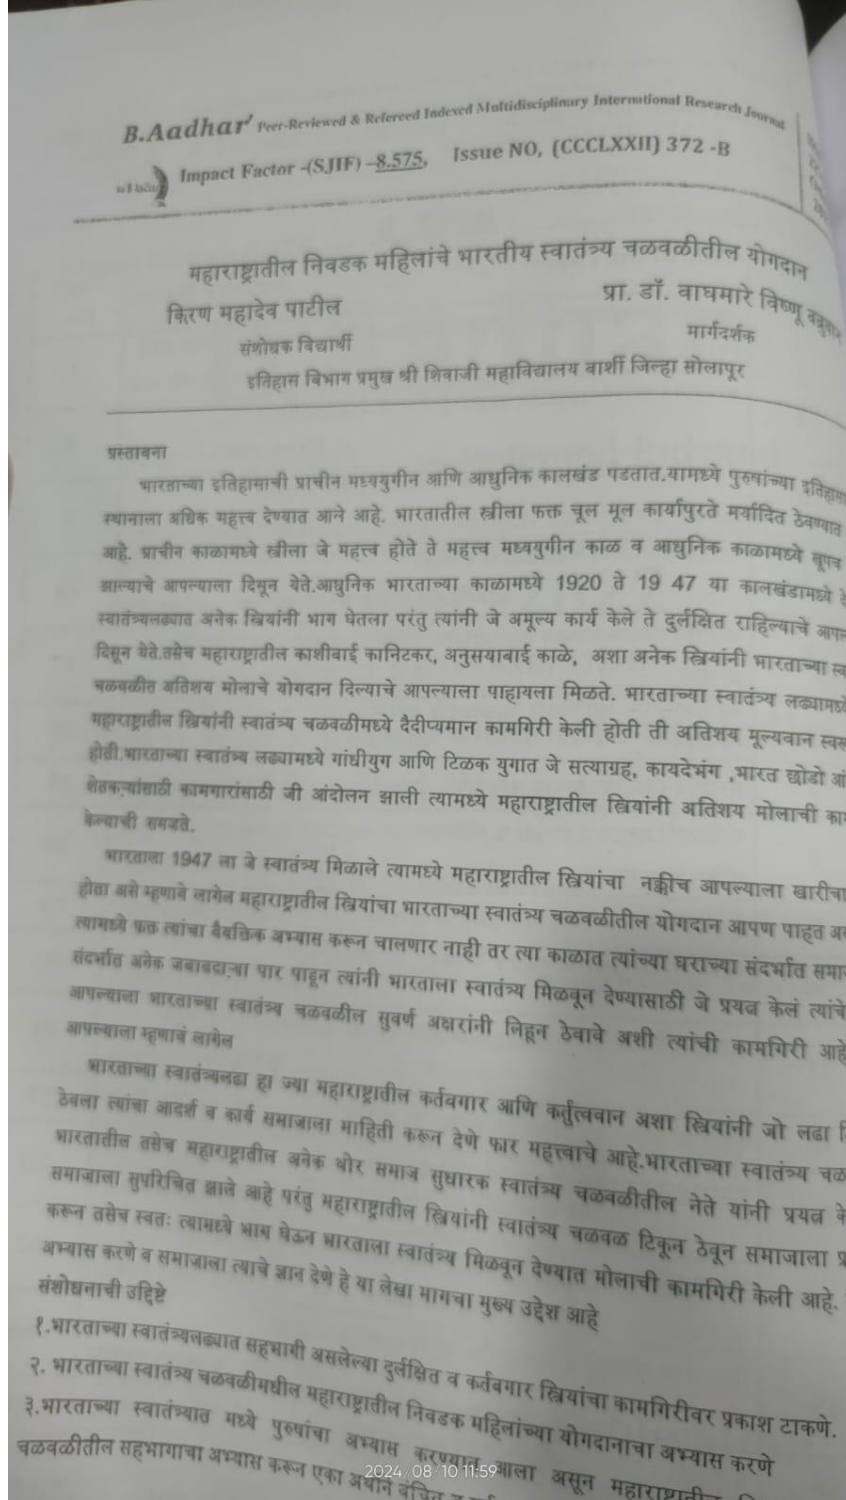 B.Aadhar' Peer-Reviewed & Refereed Indexed Multidisciplinary International Research Journal
Impact Factor -(SJIF) –8.575, Issue NO, (CCCLXXII) 372 -B
महाराष्ट्रातील निवडक महिलांचे भारतीय स्वातंत्र्य चळवळीतील योगदान
किरण महादेव पाटील प्रा. डॉ. वाघमारे विष्णू
संशोधक विद्यार्थी मार्गदर्शक
इतिहास विभाग प्रमुख श्री शिवाजी महाविद्यालय बार्शी जिल्हा सोलापूर
प्रस्तावना
भारताच्या इतिहासाची प्राचीन मध्ययुगीन आणि आधुनिक कालखंड पडतात.यामध्ये पुरुषांच्या
स्थानाला अधिक महत्त्व देण्यात आने आहे. भारतातील स्त्रीला फक्त चूल मूल कार्यापुरते मर्यादित ठेवण्यात
आहे. प्राचीन काळामध्ये स्त्रीला जे महत्त्व होते ते महत्त्व मध्ययुगीन काळ व आधुनिक काळामध्ये
झाल्याचे आपल्याला दिसून येते.आधुनिक भारताच्या काळामध्ये 1920 ते 19 47 या कालखंडामध्ये
स्वातंत्र्यलढ्यात अनेक स्त्रियांनी भाग घेतला परंतु त्यांनी जे अमूल्य कार्य केले ते दुर्लक्षित राहिल्याचे
दिसून येते.तसेच महाराष्ट्रातील काशीबाई कानिटकर, अनुसयाबाई काळे, अशा अनेक स्त्रियांनी भारताच्या
चळवळीत अतिशय मोलाचे योगदान दिल्याचे आपल्याला पाहायला मिळते. भारताच्या स्वातंत्र्य
महाराष्ट्रातील स्त्रियांनी स्वातंत्र्य चळवळीमध्ये दैदीप्यमान कामगिरी केली होती ती अतिशय मूल्यवान
होती.भारताच्या स्वातंत्र्य लढ्यामध्ये गांधीयुग आणि टिळक युगात जे सत्याग्रह, कायदेभंग ,भारत छोडो
शेतकऱ्यांसाठी कामगारांसाठी जी आंदोलन झाली त्यामध्ये महाराष्ट्रातील स्त्रियांनी अतिशय मोलाची
केल्याची समजते.
भारताला 1947 ला जे स्वातंत्र्य मिळाले त्यामध्ये महाराष्ट्रातील स्त्रियांचा नक्कीच आपल्याला
होता असे म्हणावे लागेल महाराष्ट्रातील स्त्रियांचा भारताच्या स्वातंत्र्य चळवळीतील योगदान आपण पाहत
त्यामध्ये फक्त त्यांचा वैयक्तिक अभ्यास करून चालणार नाही तर त्या काळात त्यांच्या घराच्या संदर्भात
संदर्भात अनेक जबाबदाऱ्या पार पाडून त्यांनी भारताला स्वातंत्र्य मिळवून देण्यासाठी जे प्रयत्न केलं
आपल्याला भारताच्या स्वातंत्र्य चळवळील सुवर्ण अक्षरांनी लिहून ठेवावे अशी त्यांची कामगिरी आहे
आपल्याला म्हणावं लागेल
भारताच्या स्वातंत्र्यलढा हा ज्या महाराष्ट्रातील कर्तबगार आणि कर्तुत्ववान अशा स्त्रियांनी जो लढा
ठेवला त्यांचा आदर्श व कार्य समाजाला माहिती करून देणे फार महत्त्वाचे आहे.भारताच्या स्वातंत्र्य
भारतातील तसेच महाराष्ट्रातील अनेक थोर समाज सुधारक स्वातंत्र्य चळवळीतील नेते यांनी प्रयत्न
समाजाला सुपरिचित झाले आहे परंतु महाराष्ट्रातील स्त्रियांनी स्वातंत्र्य चळवळ टिकून ठेवून समाजाला
करून तसेच स्वतः त्यामध्ये भाग घेऊन भारताला स्वातंत्र्य मिळवून देण्यात मोलाची कामगिरी केली आहे.
अभ्यास करणे व समाजाला त्याचे ज्ञान देणे हे या लेखा मागचा मुख्य उद्देश आहे
संशोधनाची उद्दिष्टे
१.भारताच्या स्वातंत्र्यलढ्यात सहभागी असलेल्या दुर्लक्षित व कर्तबगार स्त्रियांचा कामगिरीवर प्रकाश टाकणे.
२. भारताच्या स्वातंत्र्य चळवळीमधील महाराष्ट्रातील निवडक महिलांच्या योगदानाचा अभ्यास करणे
३.भारताच्या स्वातंत्र्यात मध्ये पुरुषांचा अभ्यास करण्यात आला असून महाराष्ट्रातील
चळवळीतील सहभागाचा अभ्यास करून एका अर्थाने वंचित
2024/08/10 11:59